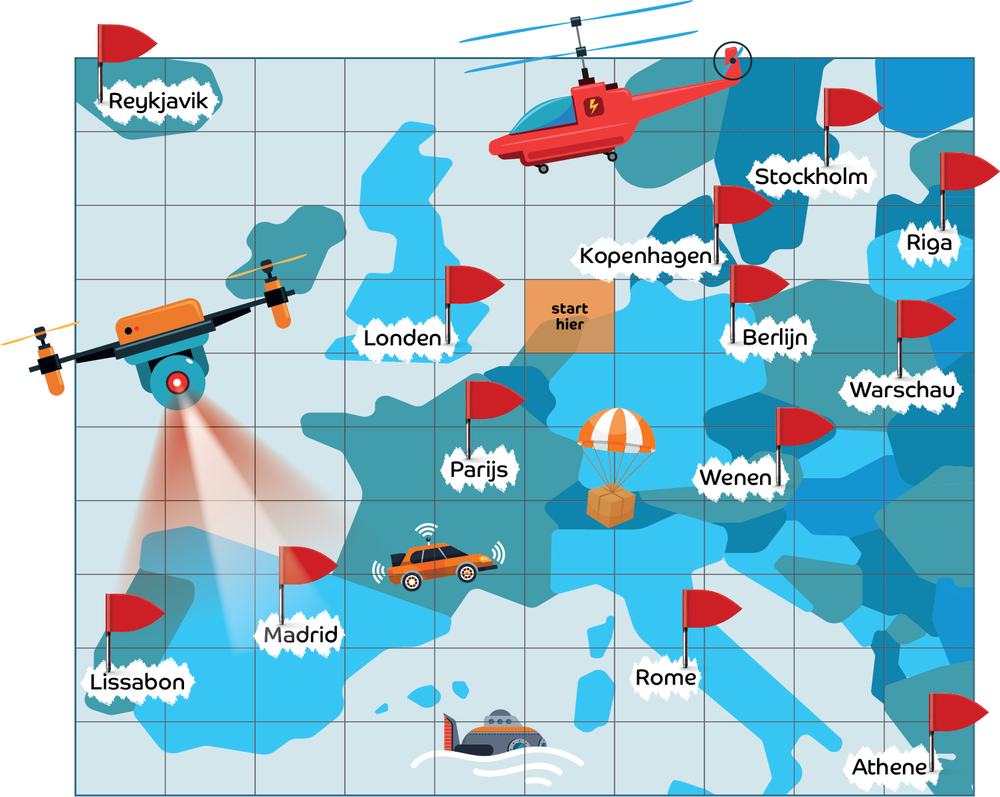 Reykjavik
Stockholm
Riga
Kopenhagen
start
hier
Londen
Berlijn
Warschau
Parijs
Wenen
Madrid
Lissabon
Rome
Athene